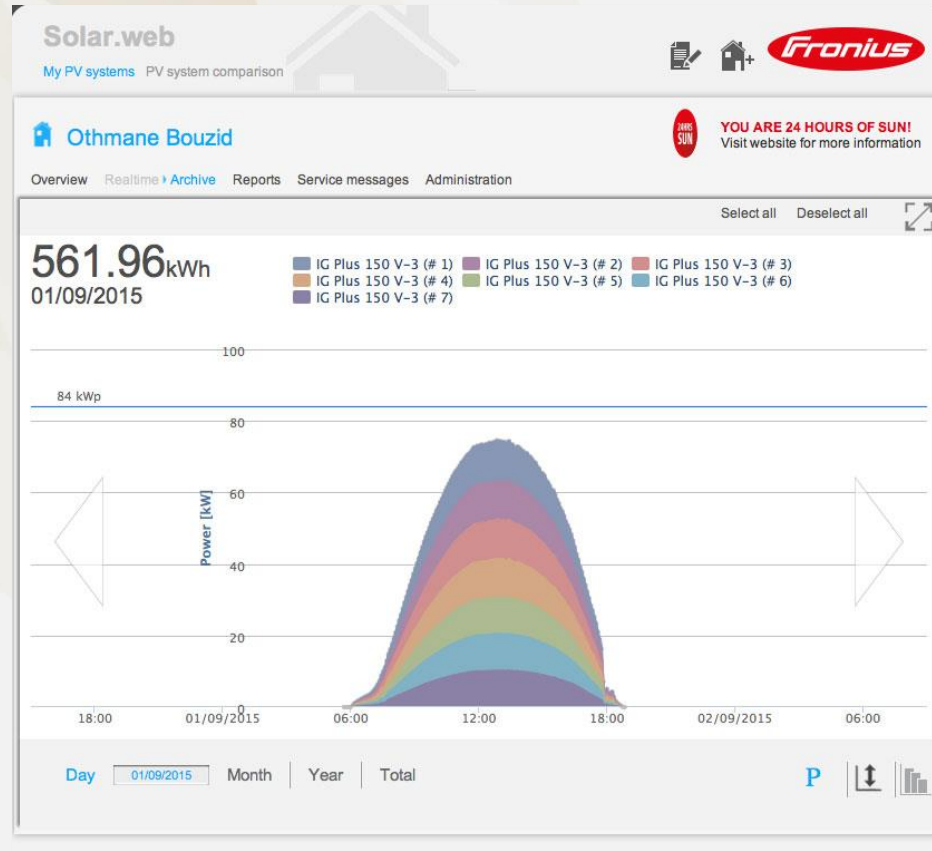 Solar.web
My PV systems PV system comparison
Fronius
Othmane Bouzid
24HRS
SUN
YOU ARE 24 HOURS OF SUN!
Visit website for more information
Overview Realtime Archive Reports Service messages Administration
Select all Deselect all
561.96kWh
01/09/2015
IG Plus 150 V-3 (# 1) IG Plus 150 V-3 (# 2) IG Plus 150 V-3 (# 3)
IG Plus 150 V-3 (# 4) IG Plus 150 V-3 (# 5) IG Plus 150 V-3 (# 6)
IG Plus 150 V-3 (# 7)
100
84 kWp
80
60
Power [kW]
40
20
0
18:00 01/09/2015 06:00 12:00 18:00 02/09/2015 06:00
Day 01/09/2015 Month Year Total P